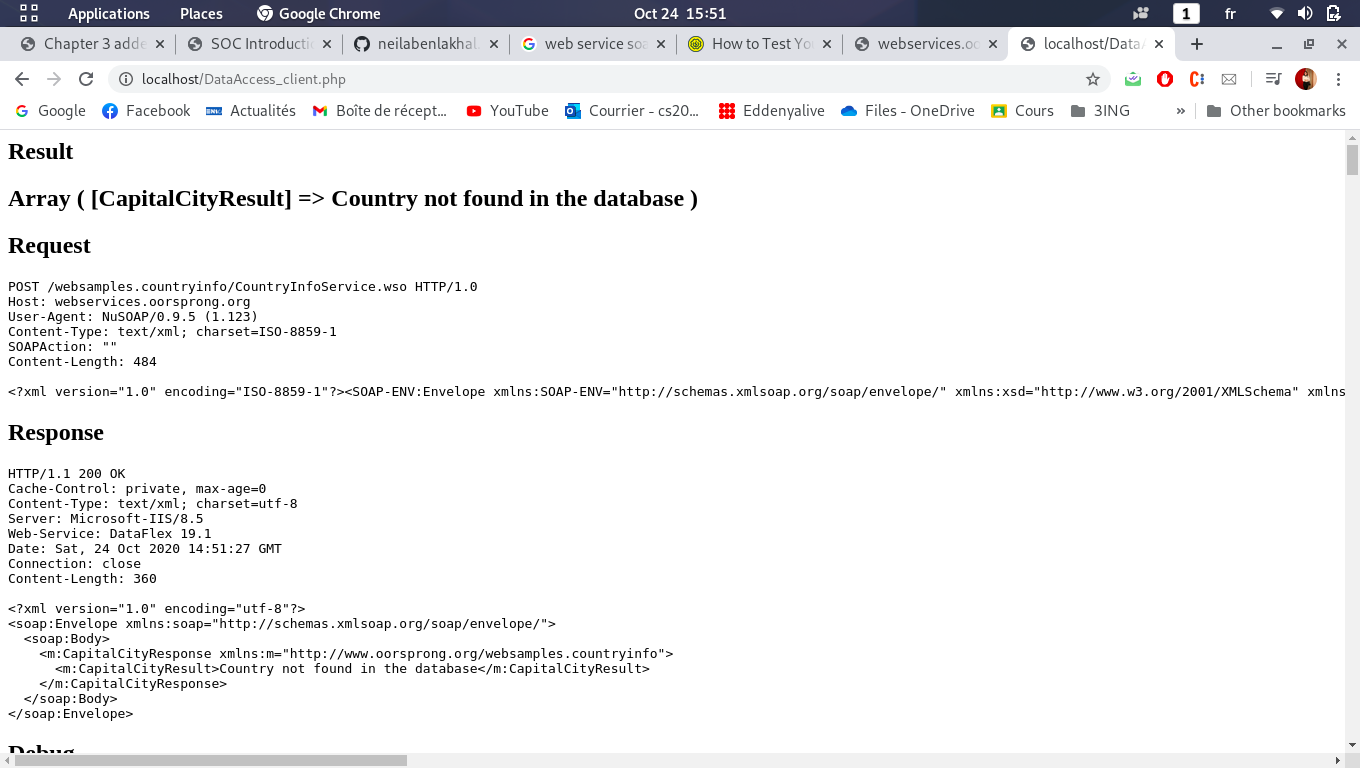 Applications Places Google Chrome Oct 24 15:51 1 fr
Chapter 3 adde SOC Introducti neilabenlakhal. web service soa How to Test Yo webservices.oo localhost/Data
localhost/DataAccess_client.php
Google Facebook Actualités Boîte de récept... YouTube Courrier - cs20... Eddenyalive Files - OneDrive Cours 3ING » Other bookmarks
Result
Array ( [CapitalCityResult] => Country not found in the database )
Request
POST /websamples.countryinfo/CountryInfoService.wso HTTP/1.0
Host: webservices.oorsprong.org
User-Agent: NuSOAP/0.9.5 (1.123)
Content-Type: text/xml; charset=ISO-8859-1
SOAPAction: ""
Content-Length: 484
<?xml version="1.0" encoding="ISO-8859-1"?><SOAP-ENV:Envelope xmlns:SOAP-ENV="http://schemas.xmlsoap.org/soap/envelope/" xmlns:xsd="http://www.w3.org/2001/XMLSchema" xmlns
Response
HTTP/1.1 200 OK
Cache-Control: private, max-age=0
Content-Type: text/xml; charset=utf-8
Server: Microsoft-IIS/8.5
Web-Service: DataFlex 19.1
Date: Sat, 24 Oct 2020 14:51:27 GMT
Connection: close
Content-Length: 360
<?xml version="1.0" encoding="utf-8"?>
<soap:Envelope xmlns:soap="http://schemas.xmlsoap.org/soap/envelope/">
<soap:Body>
<m:CapitalCityResponse xmlns:m="http://www.oorsprong.org/websamples.countryinfo">
<m:CapitalCityResult>Country not found in the database</m:CapitalCityResult>
</m:CapitalCityResponse>
</soap:Body>
</soap:Envelope>
Debug